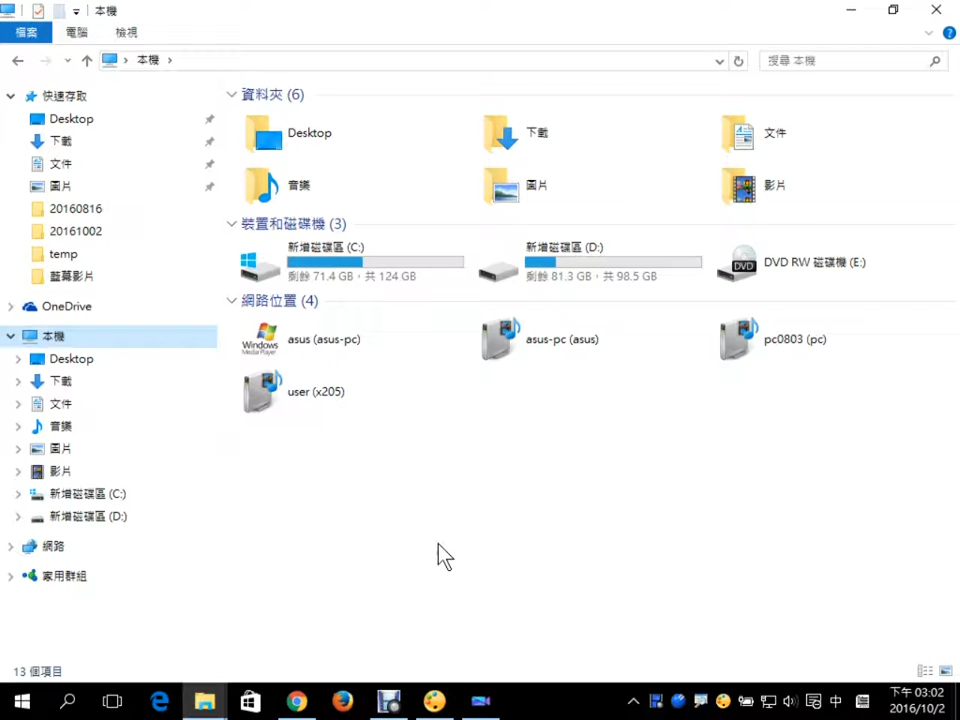 本機
檔案 電腦 檢視
本機
搜尋 本機
快速存取
Desktop
下載
文件
圖片
20160816
20161002
temp
藍幕影片
OneDrive
本機
Desktop
下載
文件
音樂
圖片
影片
新增磁碟區 (C:)
新增磁碟區 (D:)
網路
家用群組
資料夾 (6)
Desktop
下載
文件
音樂
圖片
影片
裝置和磁碟機 (3)
新增磁碟區 (C:)
剩餘 71.4 GB，共 124 GB
新增磁碟區 (D:)
剩餘 81.3 GB，共 98.5 GB
DVD
DVD RW 磁碟機 (E:)
網路位置 (4)
Windows
Media Player
asus (asus-pc)
asus-pc (asus)
pc0803 (pc)
user (x205)
13 個項目
中
下午 03:02
2016/10/2